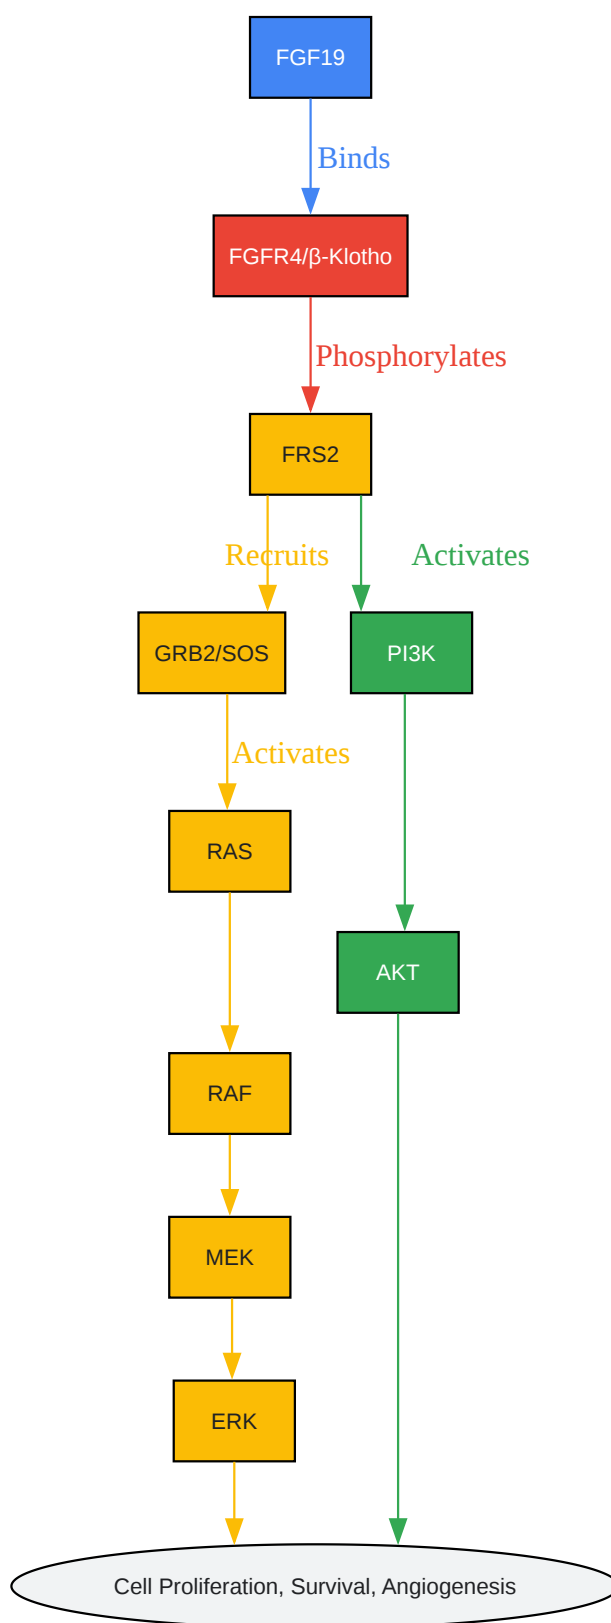 FGF19
Binds
FGFR4/β-Klotho
Phosphorylates
FRS2
Recruits
Activates
GRB2/SOS
PI3K
Activates
RAS
AKT
RAF
MEK
ERK
Cell Proliferation, Survival, Angiogenesis